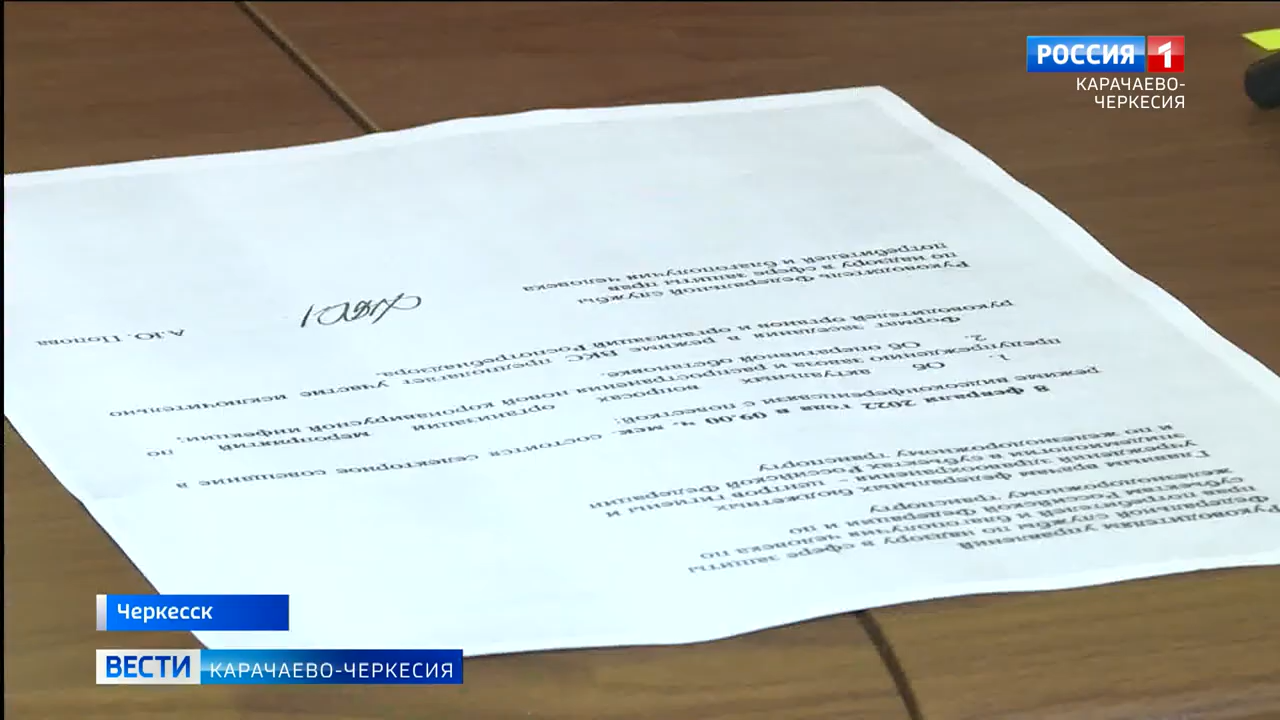 РОССИЯ 1
КАРАЧАЕВО-
ЧЕРКЕСИЯ
Руководителям управлений
по надзору в сфере защиты
прав потребителей и благополучия человека по
субъектам Российской Федерации и по
железнодорожному транспорту
Главным врачам федеральных бюджетных
учреждений здравоохранения – центров гигиены и
эпидемиологии в субъектах Российской Федерации
и по железнодорожному транспорту
8 февраля 2022 года в 09.00 ч. мск. состоится селекторное совещание в
режиме видеоконференцсвязи с повесткой:
1. Об актуальных вопросах организации мероприятий по
предупреждению завоза и распространения новой коронавирусной инфекции;
2. Об оперативной обстановке.
Формат заседания в режиме ВКС предполагает участие исключительно
руководителей органов и организаций Роспотребнадзора.
Руководитель Федеральной службы
по надзору в сфере защиты прав
потребителей и благополучия человека
А.Ю. Попова
Черкесск
ВЕСТИ КАРАЧАЕВО-ЧЕРКЕСИЯ